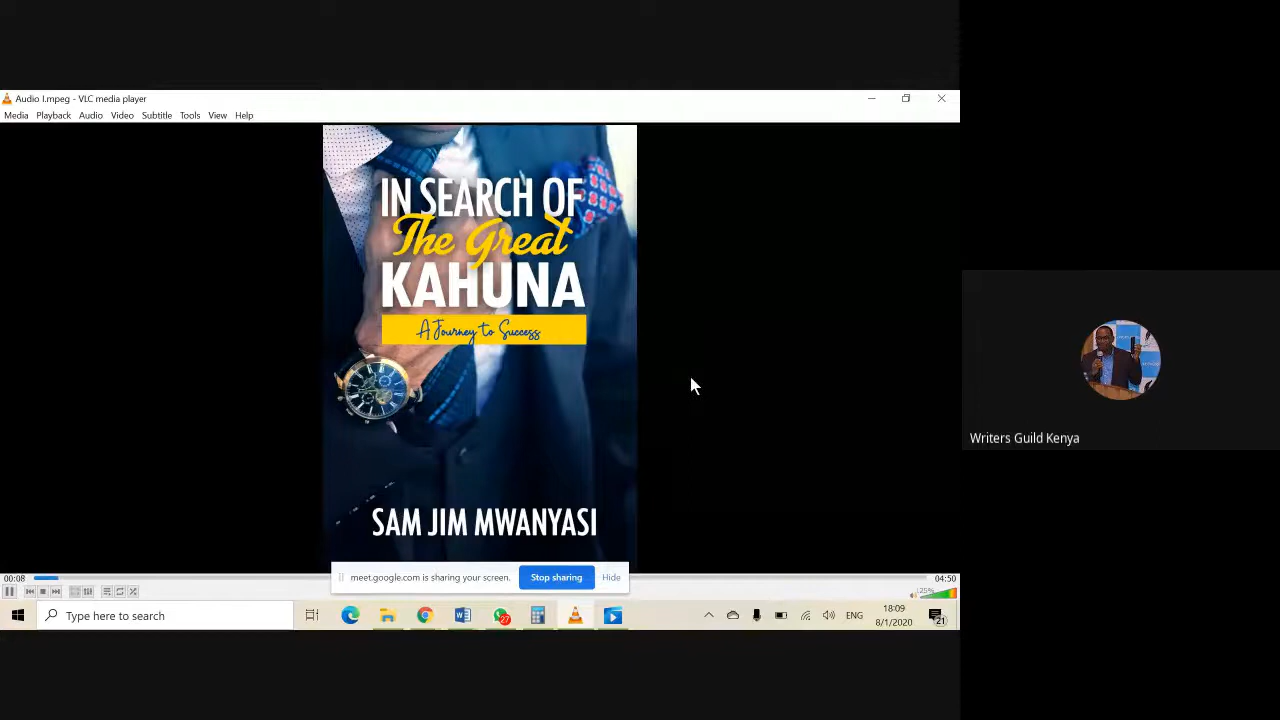 Audio I.mpeg - VLC media player
Media Playback Audio Video Subtitle Tools View Help
IN SEARCH OF
The Great
KAHUNA
A Journey to Success
SAM JIM MWANYASI
Writers Guild Kenya
meet.google.com is sharing your screen. Stop sharing Hide
00:08 04:50
125%
Type here to search
27
ENG
18:09
8/1/2020
21